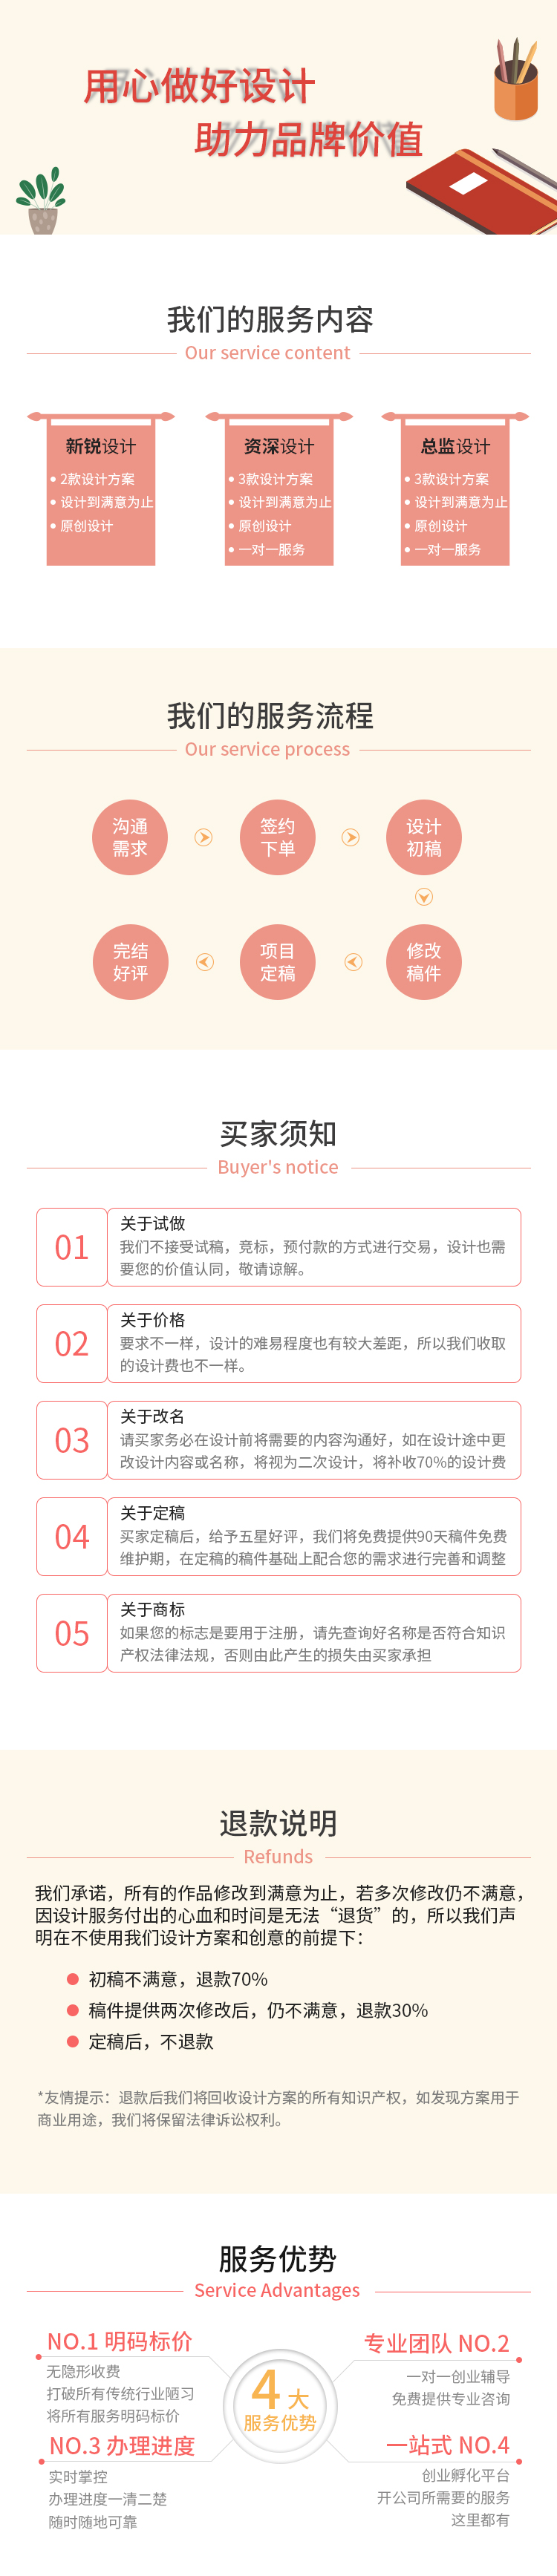 用心做好设计
助力品牌价值
我们的服务内容
Our service content
新锐设计
2款设计方案
设计到满意为止
原创设计
资深设计
3款设计方案
设计到满意为止
原创设计
一对一服务
总监设计
3款设计方案
设计到满意为止
原创设计
一对一服务
我们的服务流程
Our service process
沟通
需求
签约
下单
设计
初稿
完结
好评
项目
定稿
修改
稿件
买家须知
Buyer's notice
01
关于试做
我们不接受试稿，竞标，预付款的方式进行交易，设计也需
要您的价值认同，敬请谅解。
02
关于价格
要求不一样，设计的难易程度也有较大差距，所以我们收取
的设计费也不一样。
03
关于改名
请买家务必在设计前将需要的内容沟通好，如在设计途中更
改设计内容或名称，将视为二次设计，将补收70%的设计费
04
关于定稿
买家定稿后，给予五星好评，我们将免费提供90天稿件免费
维护期，在定稿的稿件基础上配合您的需求进行完善和调整
05
关于商标
如果您的标志是要用于注册，请先查询好名称是否符合知识
产权法律法规，否则由此产生的损失由买家承担
退款说明
Refunds
我们承诺，所有的作品修改到满意为止，若多次修改仍不满意，
因设计服务付出的心血和时间是无法“退货”的，所以我们声
明在不使用我们设计方案和创意的前提下：
初稿不满意，退款70%
稿件提供两次修改后，仍不满意，退款30%
定稿后，不退款
*友情提示：退款后我们将回收设计方案的所有知识产权，如发现方案用于
商业用途，我们将保留法律诉讼权利。
服务优势
Service Advantages
NO.1 明码标价
无隐形收费
打破所有传统行业陋习
将所有服务明码标价
专业团队 NO.2
一对一创业辅导
免费提供专业咨询
4大
服务优势
NO.3 办理进度
实时掌控
办理进度一清二楚
随时随地可靠
一站式 NO.4
创业孵化平台
开公司所需要的服务
这里都有